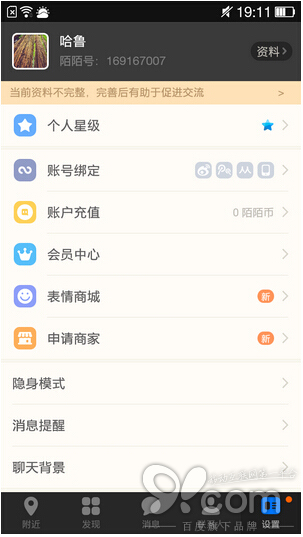 19:11
哈鲁
陌陌号：169167007
资料>
当前资料不完整，完善后有助于促进交流 >
个人星级
账号绑定
账户充值 0 陌陌币
会员中心
表情商城 新
申请商家 新
隐身模式
消息提醒
聊天背景
com
附近 发现 消息 联系人 设置
百度旗下品牌